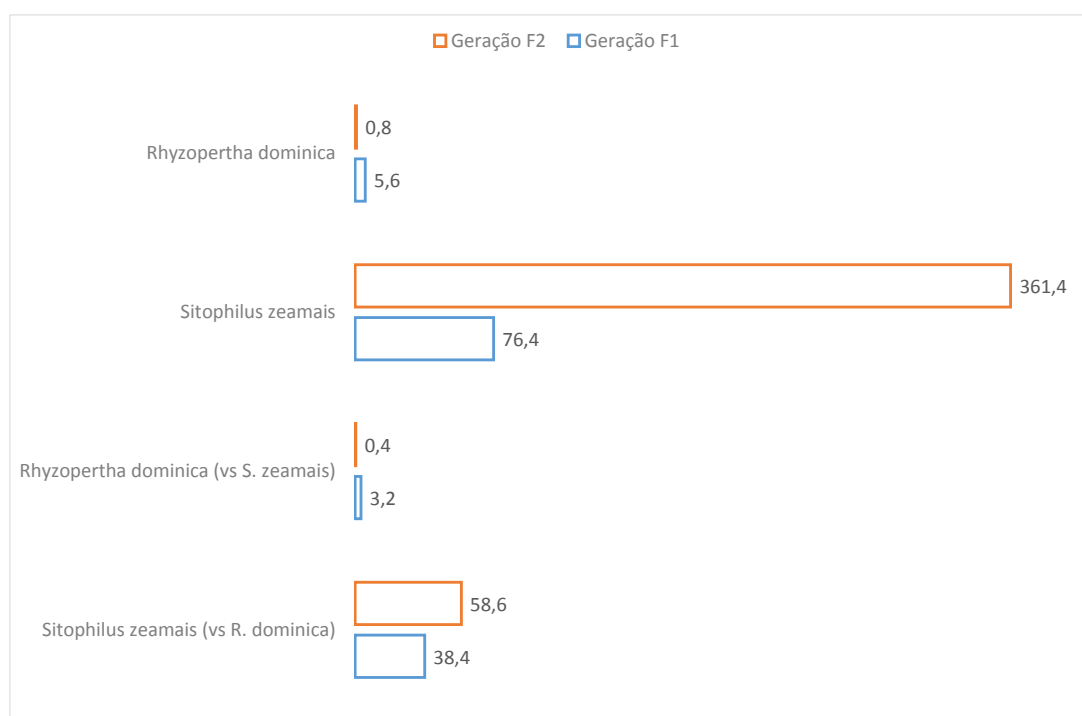 Geração F2 Geração F1
Rhyzopertha dominica
0,8
5,6
Sitophilus zeamais
361,4
76,4
Rhyzopertha dominica (vs S. zeamais)
0,4
3,2
Sitophilus zeamais (vs R. dominica)
58,6
38,4